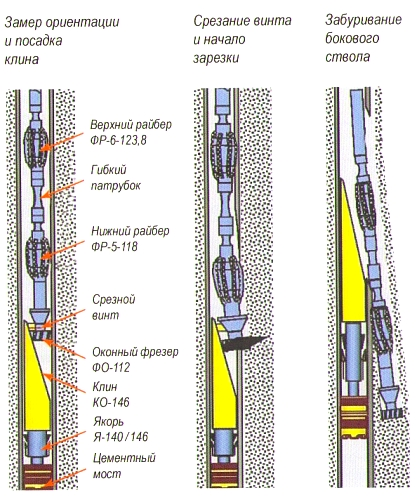 Замер ориентации
и посадка
клина
Срезание винта
и начало
зарезки
Забуривание
бокового
ствола
Верхний райбер
ФР-6-123,8
Гибкий
патрубок
Нижний райбер
ФР-5-118
Срезной
винт
Оконный фрезер
ФО-112
Клин
КО-146
Якорь
Я-140/146
Цементный
мост